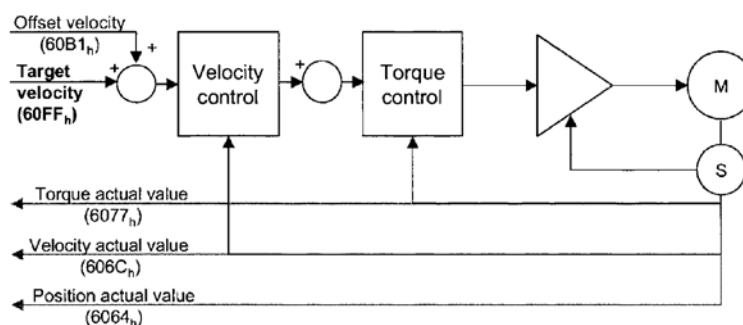 Offset velocity
(60B1h)
+
+
Target
velocity
(60FFh)
Velocity
control
+
Torque
control
M
S
Torque actual value
(6077h)
Velocity actual value
(606Ch)
Position actual value
(6064h)